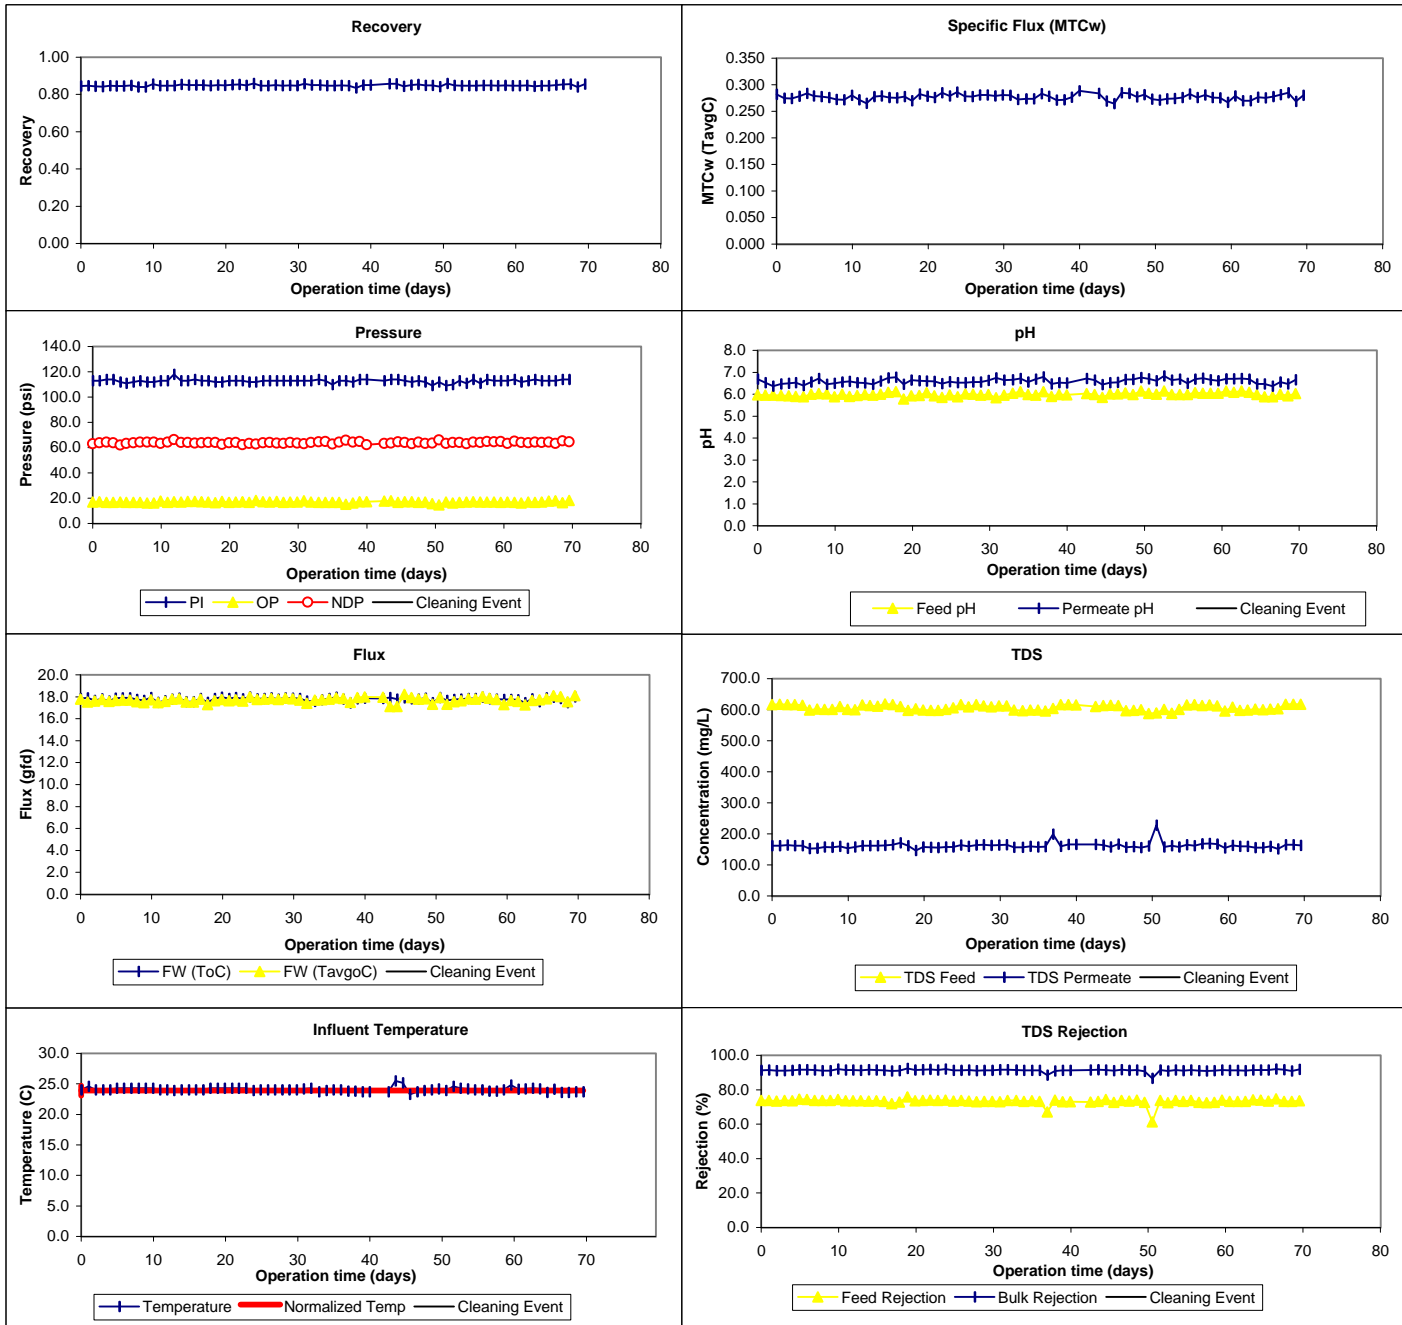 Recovery
1.00
0.80
0.60
0.40
0.20
0.00
Recovery
0 10 20 30 40 50 60 70 80
Operation time (days)
Specific Flux (MTCw)
0.350
0.300
0.250
0.200
0.150
0.100
0.050
0.000
MTCw (TavgC)
0 10 20 30 40 50 60 70 80
Operation time (days)
Pressure
140.0
120.0
100.0
80.0
60.0
40.0
20.0
0.0
Pressure (psi)
0 10 20 30 40 50 60 70 80
Operation time (days)
PI OP NDP Cleaning Event
pH
8.0
7.0
6.0
5.0
4.0
3.0
2.0
1.0
0.0
pH
0 10 20 30 40 50 60 70 80
Operation time (days)
Feed pH Permeate pH Cleaning Event
Flux
20.0
18.0
16.0
14.0
12.0
10.0
8.0
6.0
4.0
2.0
0.0
Flux (gfd)
0 10 20 30 40 50 60 70 80
Operation time (days)
FW (ToC) FW (TavgoC) Cleaning Event
TDS
700.0
600.0
500.0
400.0
300.0
200.0
100.0
0.0
Concentration (mg/L)
0 10 20 30 40 50 60 70 80
Operation time (days)
TDS Feed TDS Permeate Cleaning Event
Influent Temperature
30.0
25.0
20.0
15.0
10.0
5.0
0.0
Temperature (C)
0 10 20 30 40 50 60 70
Operation time (days)
Temperature Normalized Temp Cleaning Event
TDS Rejection
100.0
80.0
60.0
40.0
20.0
0.0
Rejection (%)
0 10 20 30 40 50 60 70 80
Operation time (days)
Feed Rejection Bulk Rejection Cleaning Event